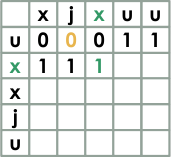 x j x u u
u 0 0 0 1 1
x 1 1 1
x
j
u